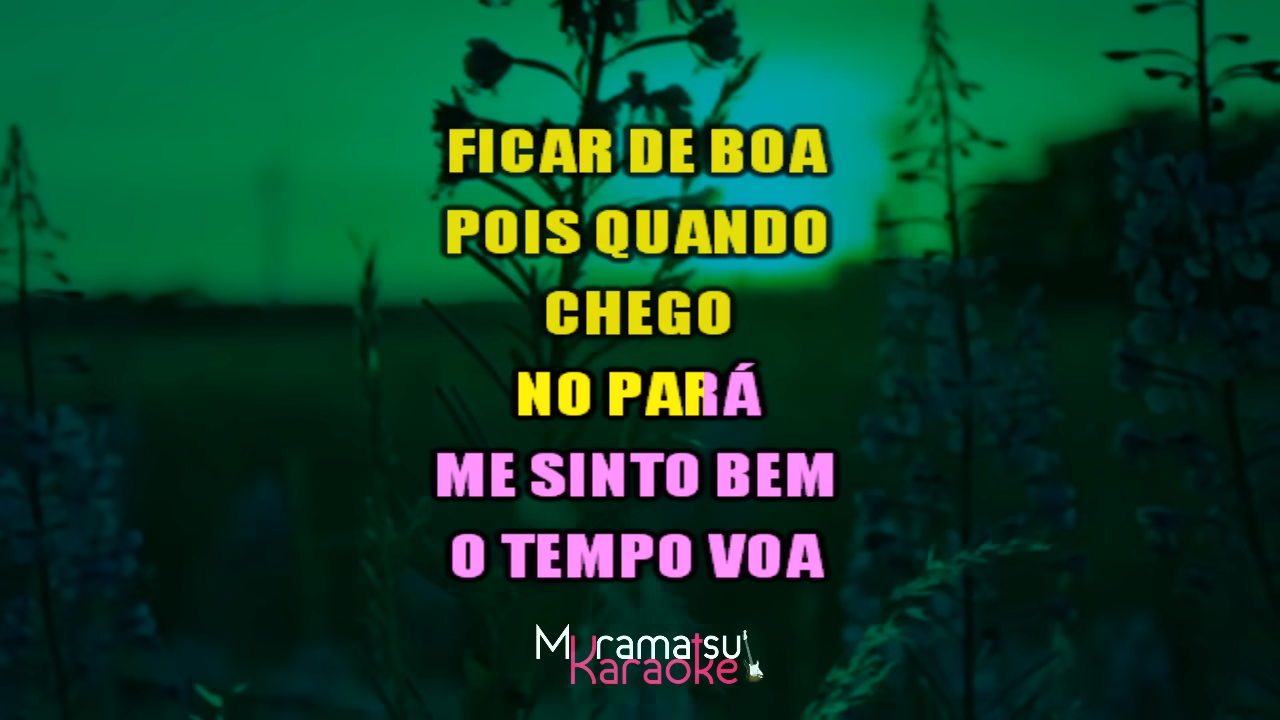 FICAR DE BOA
POIS QUANDO
CHEGO
NO PARÁ
ME SINTO BEM
O TEMPO VOA
Muramatsu
Karaoke